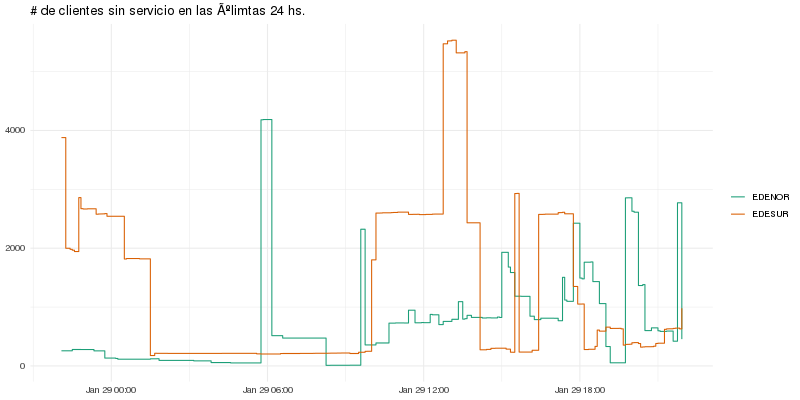 # de clientes sin servicio en las Ãºlimtas 24 hs.
4000
2000
0
Jan 29 00:00
Jan 29 06:00
Jan 29 12:00
Jan 29 18:00
EDENOR
EDESUR